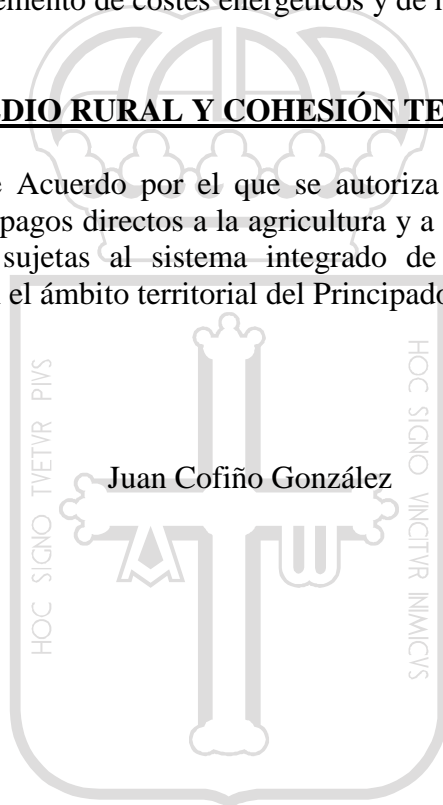 emento de costes energéticos y de
DIO RURAL Y COHESIÓN TE
e Acuerdo por el que se autoriza
pagos directos a la agricultura y a
sujetas al sistema integrado de
el ámbito territorial del Principado
HOC SIGNO TVETVR PIVS
HOC SIGNO VINCITVR INIMICVS
Juan Cofiño González